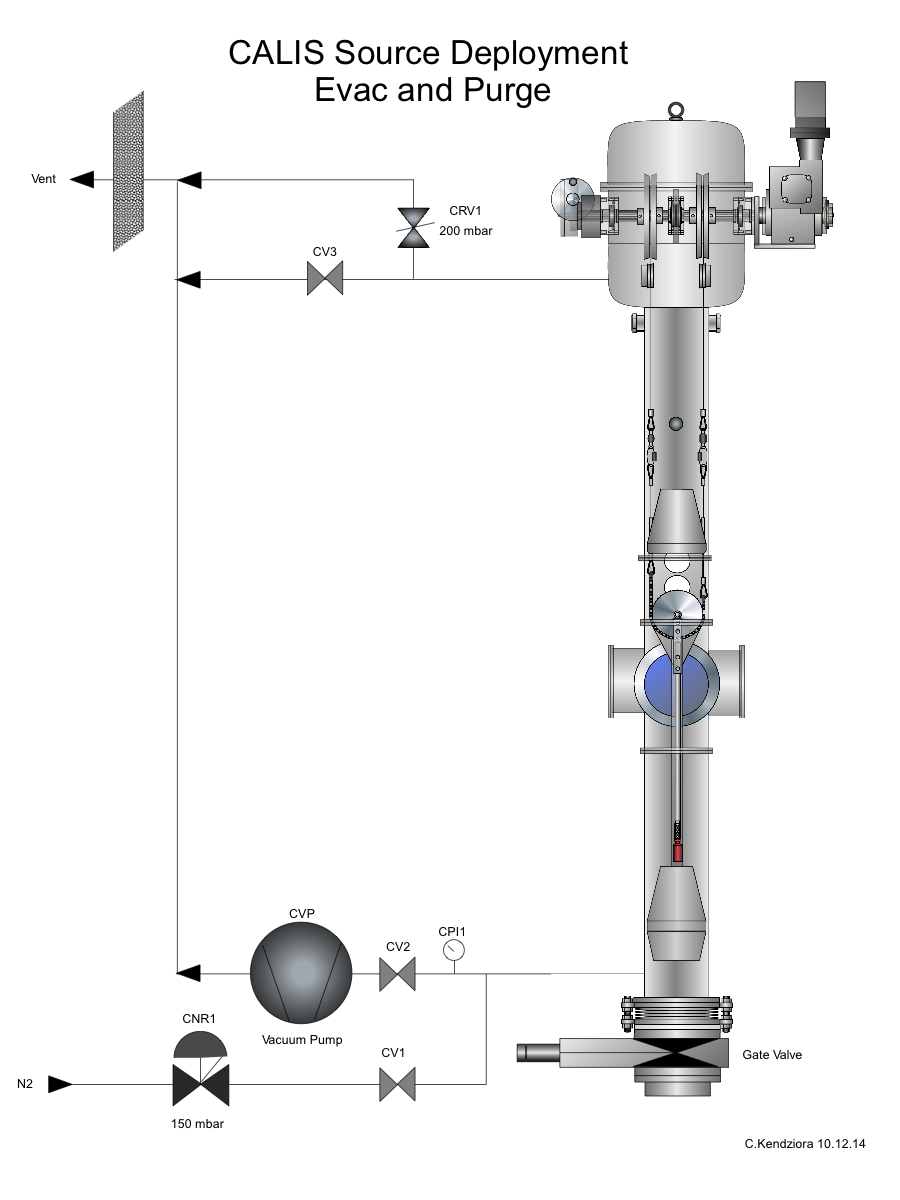 CALIS Source Deployment
Evac and Purge
Vent
CRV1
200 mbar
CV3
CVP
CV2
CPI1
CNR1
Vacuum Pump
CV1
Gate Valve
N2
150 mbar
C.Kendziora 10.12.14